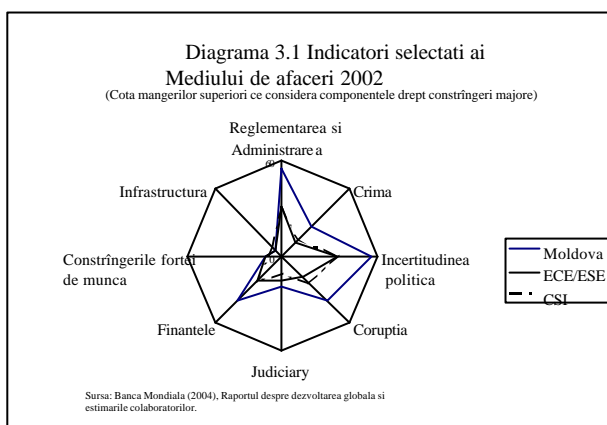 Diagrama 3.1 Indicatori selectati ai
Mediului de afaceri 2002
(Cota mangerilor superiori ce considera componentele drept constrîngeri majore)
Reglementarea si
Administrarea
60
Infrastructura
Crima
Constrîngerile fortei
de munca
0
Incertitudinea
politica
Finantele
Coruptia
Judiciary
Moldova
ECE/ESE
CSI
Sursa: Banca Mondiala (2004), Raportul despre dezvoltarea globala si
estimarile colaboratorilor.